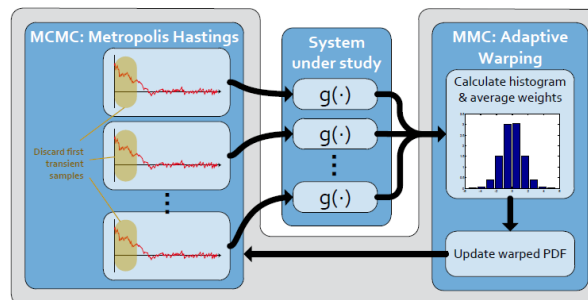 MCMC: Metropolis Hastings
Discard first
transient
samples
System
under study
g(·)
g(·)
g(·)
MMC: Adaptive
Warping
Calculate histogram
& average weights
Update warped PDF